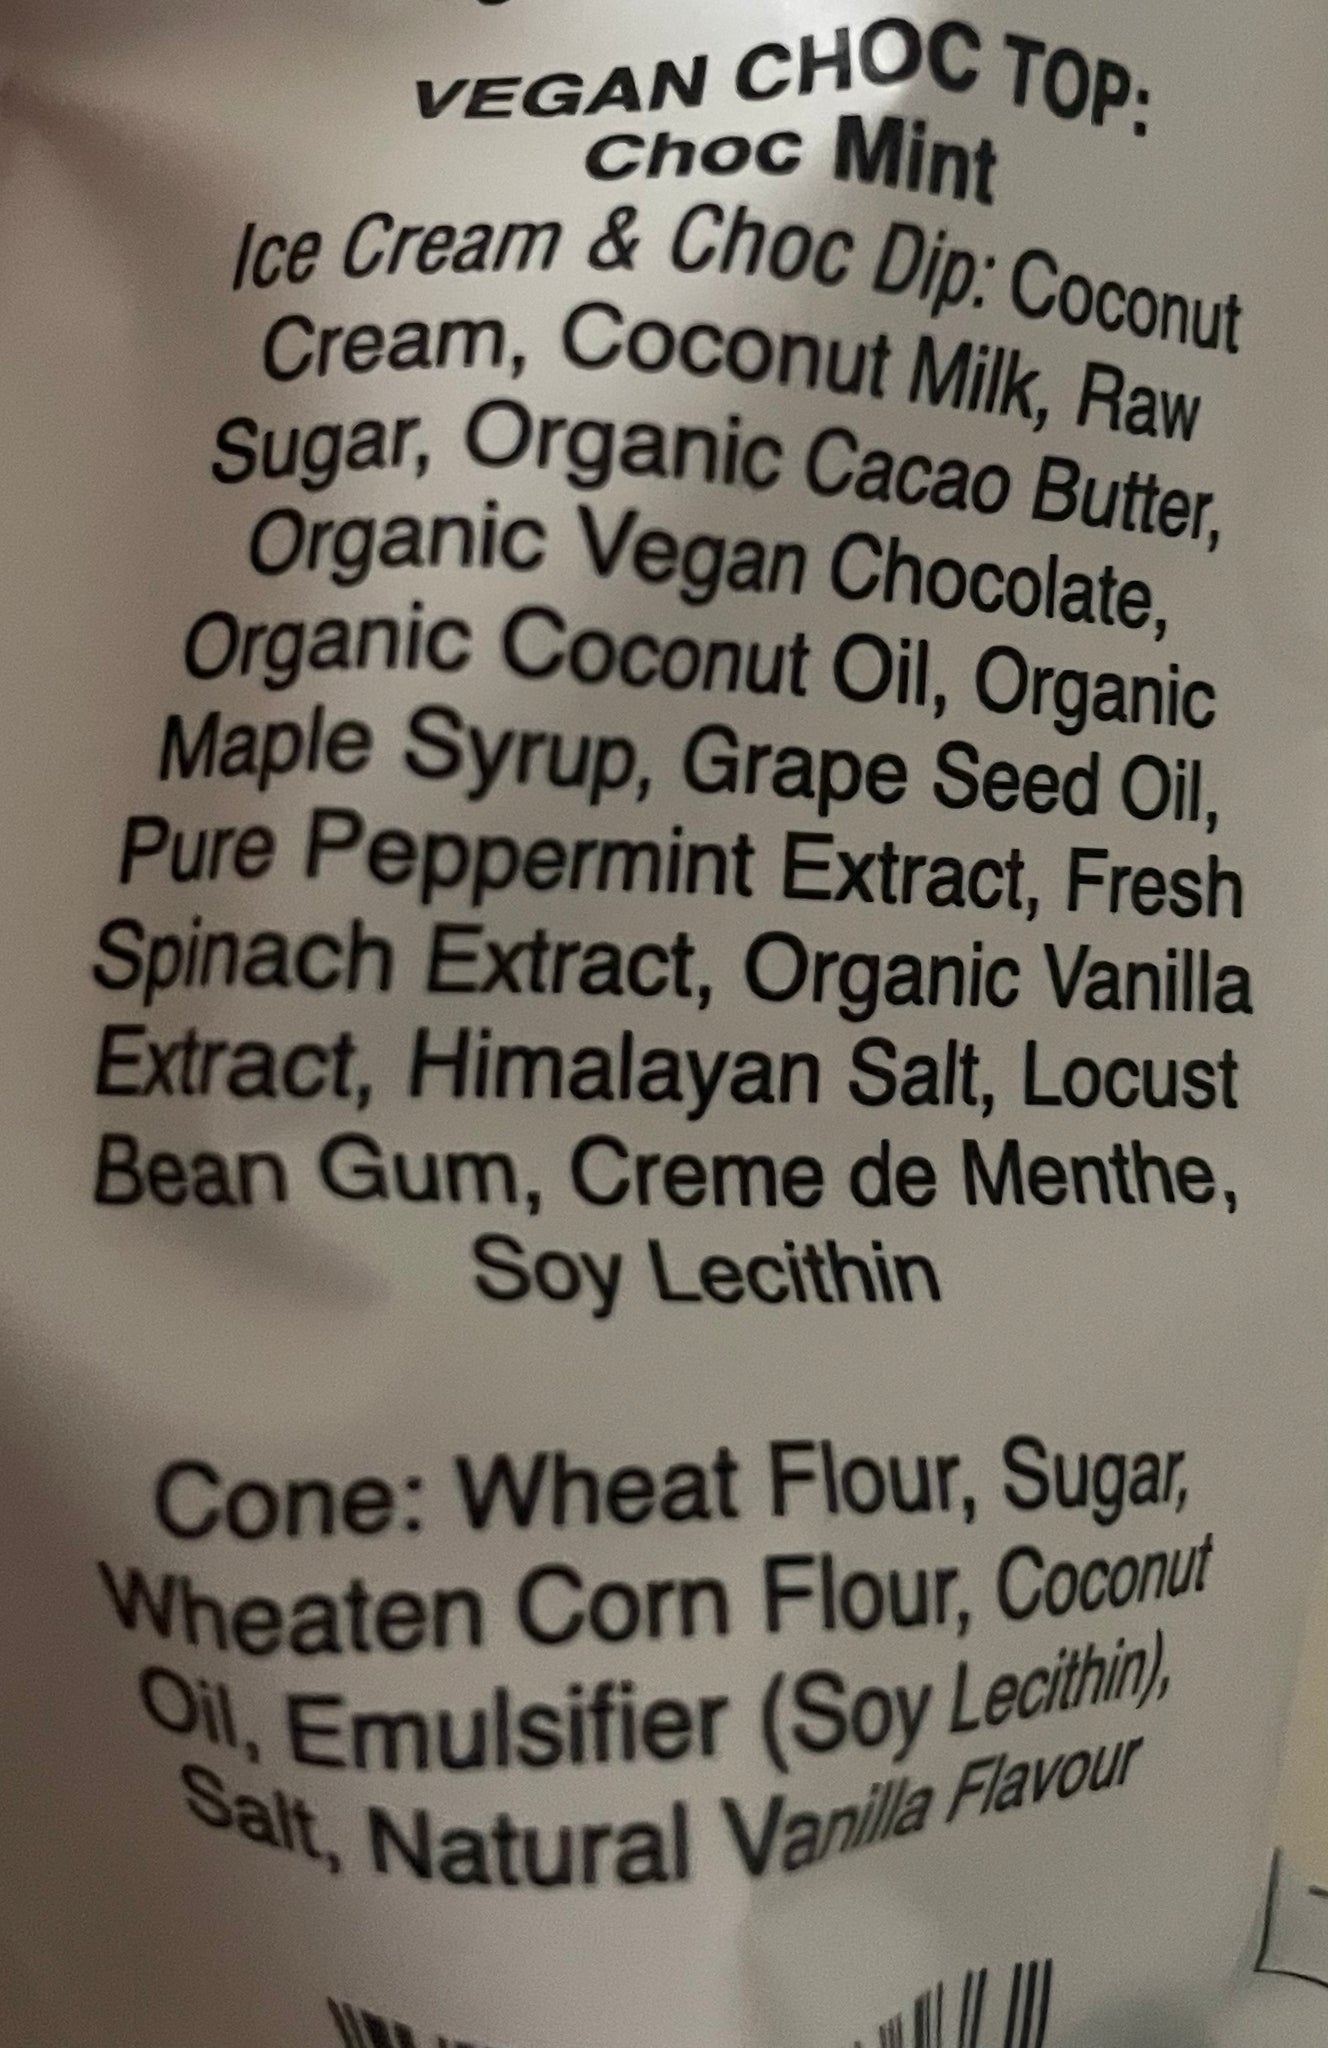 VEGAN CHOC TOP:
Choc Mint
Ice Cream & Choc Dip: Coconut
Cream, Coconut Milk, Raw
Sugar, Organic Cacao Butter,
Organic Vegan Chocolate,
Organic Coconut Oil, Organic
Maple Syrup, Grape Seed Oil,
Pure Peppermint Extract, Fresh
Spinach Extract, Organic Vanilla
Extract, Himalayan Salt, Locust
Bean Gum, Creme de Menthe,
Soy Lecithin
Cone: Wheat Flour, Sugar,
Wheaten Corn Flour, Coconut
Oil, Emulsifier (Soy Lecithin),
Salt, Natural Vanilla Flavour